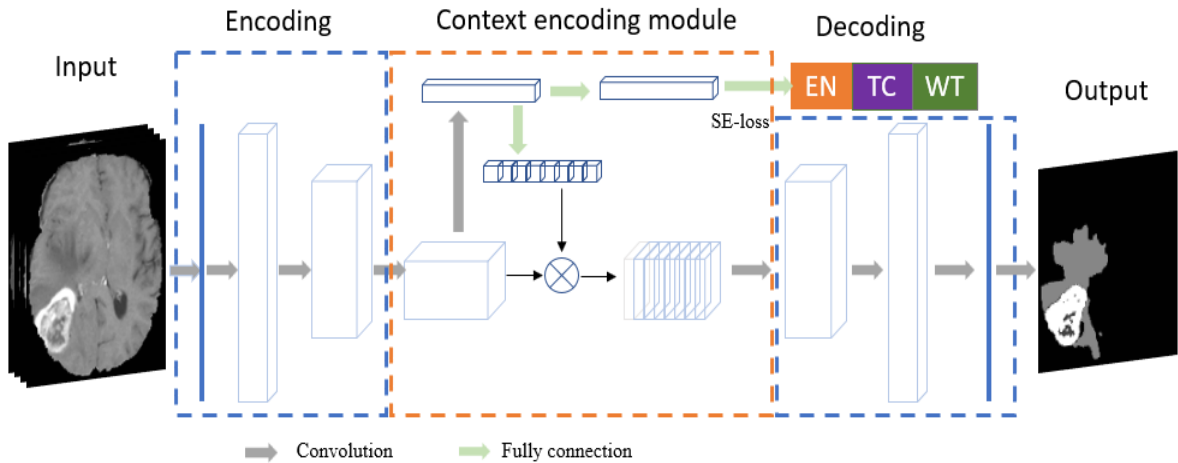 Encoding
Context encoding module
Decoding
Input
EN TC WT
Output
SE-loss
Convolution
Fully connection